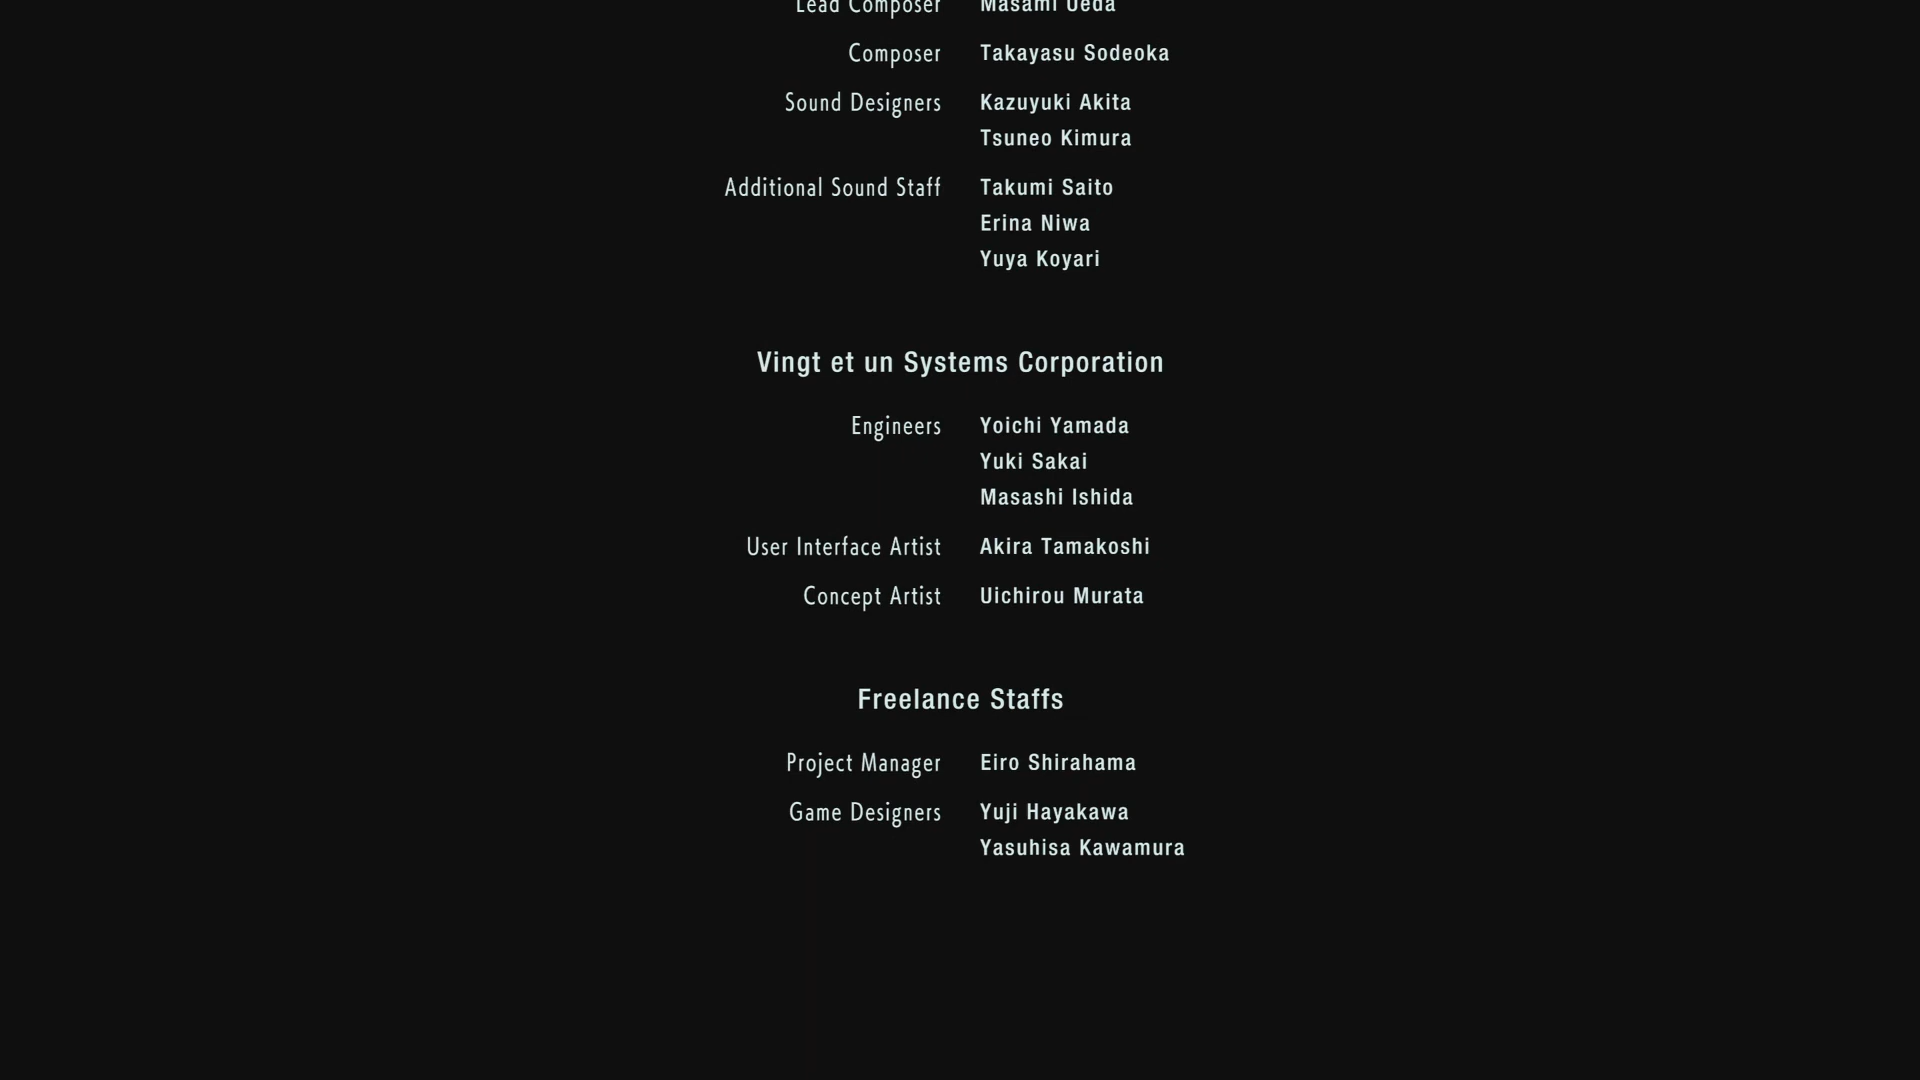 Lead Composer Masami Ueda
Composer Takayasu Sodeoka
Sound Designers Kazuyuki Akita
Tsuneo Kimura
Additional Sound Staff Takumi Saito
Erina Niwa
Yuya Koyari
Vingt et un Systems Corporation
Engineers Yoichi Yamada
Yuki Sakai
Masashi Ishida
User Interface Artist Akira Tamakoshi
Concept Artist Uichirou Murata
Freelance Staffs
Project Manager Eiro Shirahama
Game Designers Yuji Hayakawa
Yasuhisa Kawamura